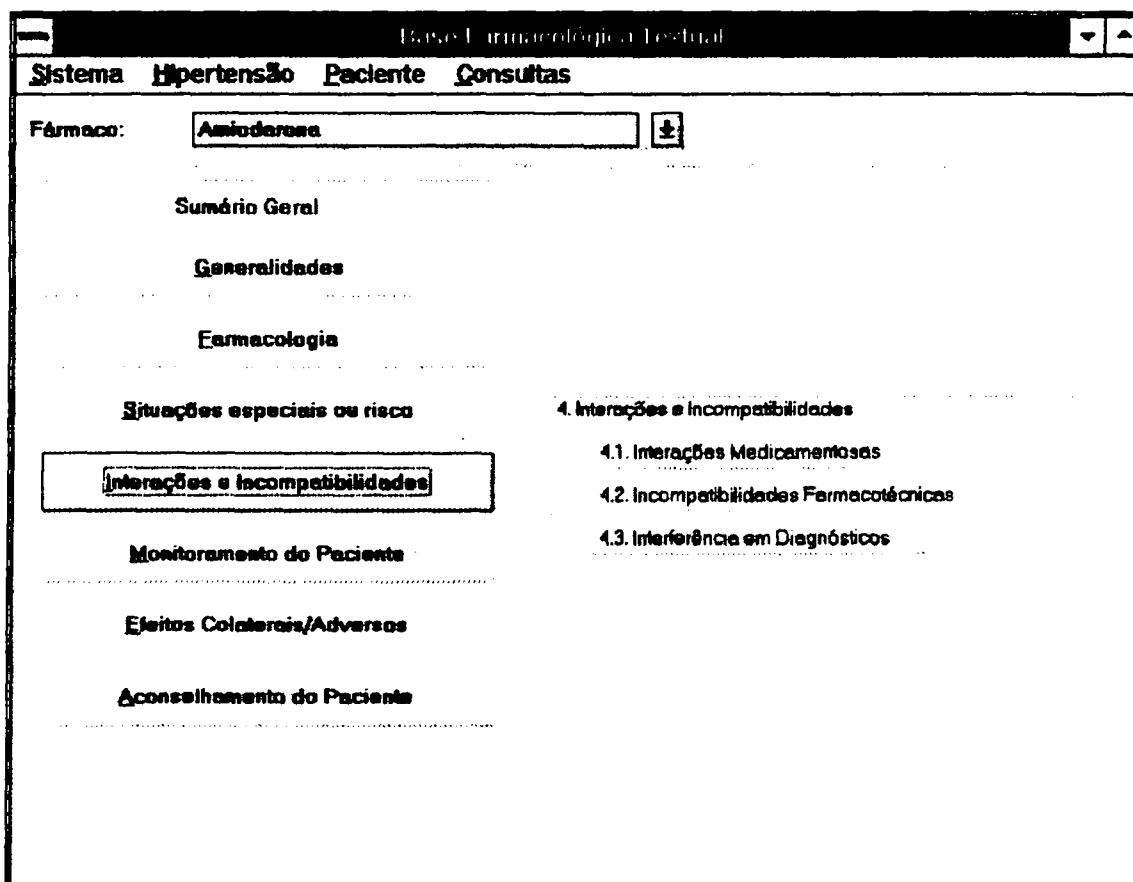 Base Farmacológica Textual
Sistema Hipertensão Paciente Consultas
Fármaco: Amiodarona
Sumário Geral
Generalidades
Farmacologia
Situações especiais ou risco
Interações e Incompatibilidades
Monitoramento do Paciente
Efeitos Colaterais/Adversos
Aconselhamento do Paciente
4. Interações e Incompatibilidades
4.1. Interações Medicamentosas
4.2. Incompatibilidades Farmacotécnicas
4.3. Interferência em Diagnósticos